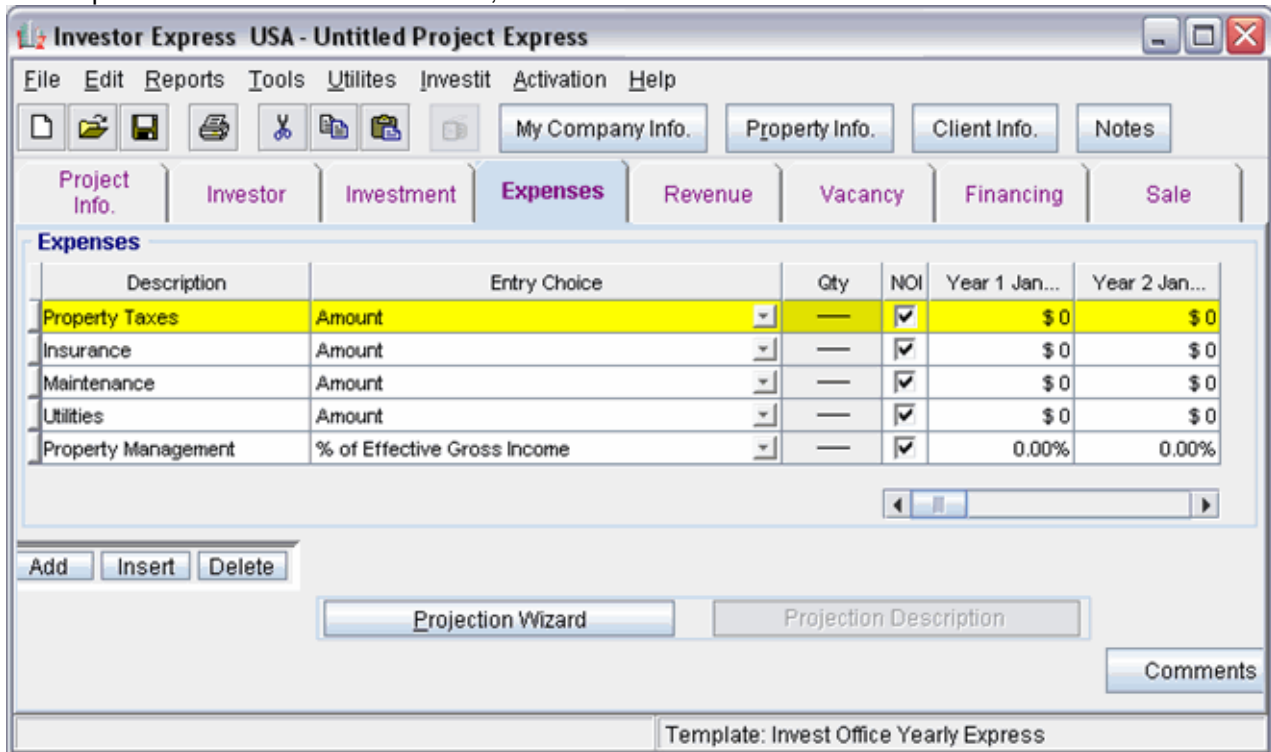 Investor Express USA - Untitled Project Express
File Edit Reports Tools Utilites Investit Activation Help
My Company Info. Property Info. Client Info. Notes
Project Info. Investor Investment Expenses Revenue Vacancy Financing Sale
Expenses
Description Entry Choice Qty NOI Year 1 Jan... Year 2 Jan...
Property Taxes Amount — $ 0 $ 0
Insurance Amount — $ 0 $ 0
Maintenance Amount — $ 0 $ 0
Utilities Amount — $ 0 $ 0
Property Management % of Effective Gross Income — 0.00% 0.00%
Add Insert Delete
Projection Wizard Projection Description
Comments
Template: Invest Office Yearly Express